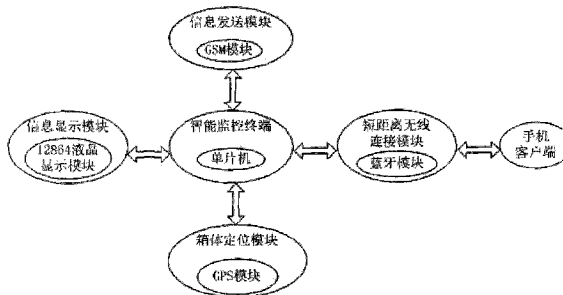 信息发送模块
GSM模块
信息显示模块
12864液晶
显示模块
智能监控终端
单片机
短距离无线
连接模块
蓝牙模块
手机
客户端
箱体定位模块
GPS模块